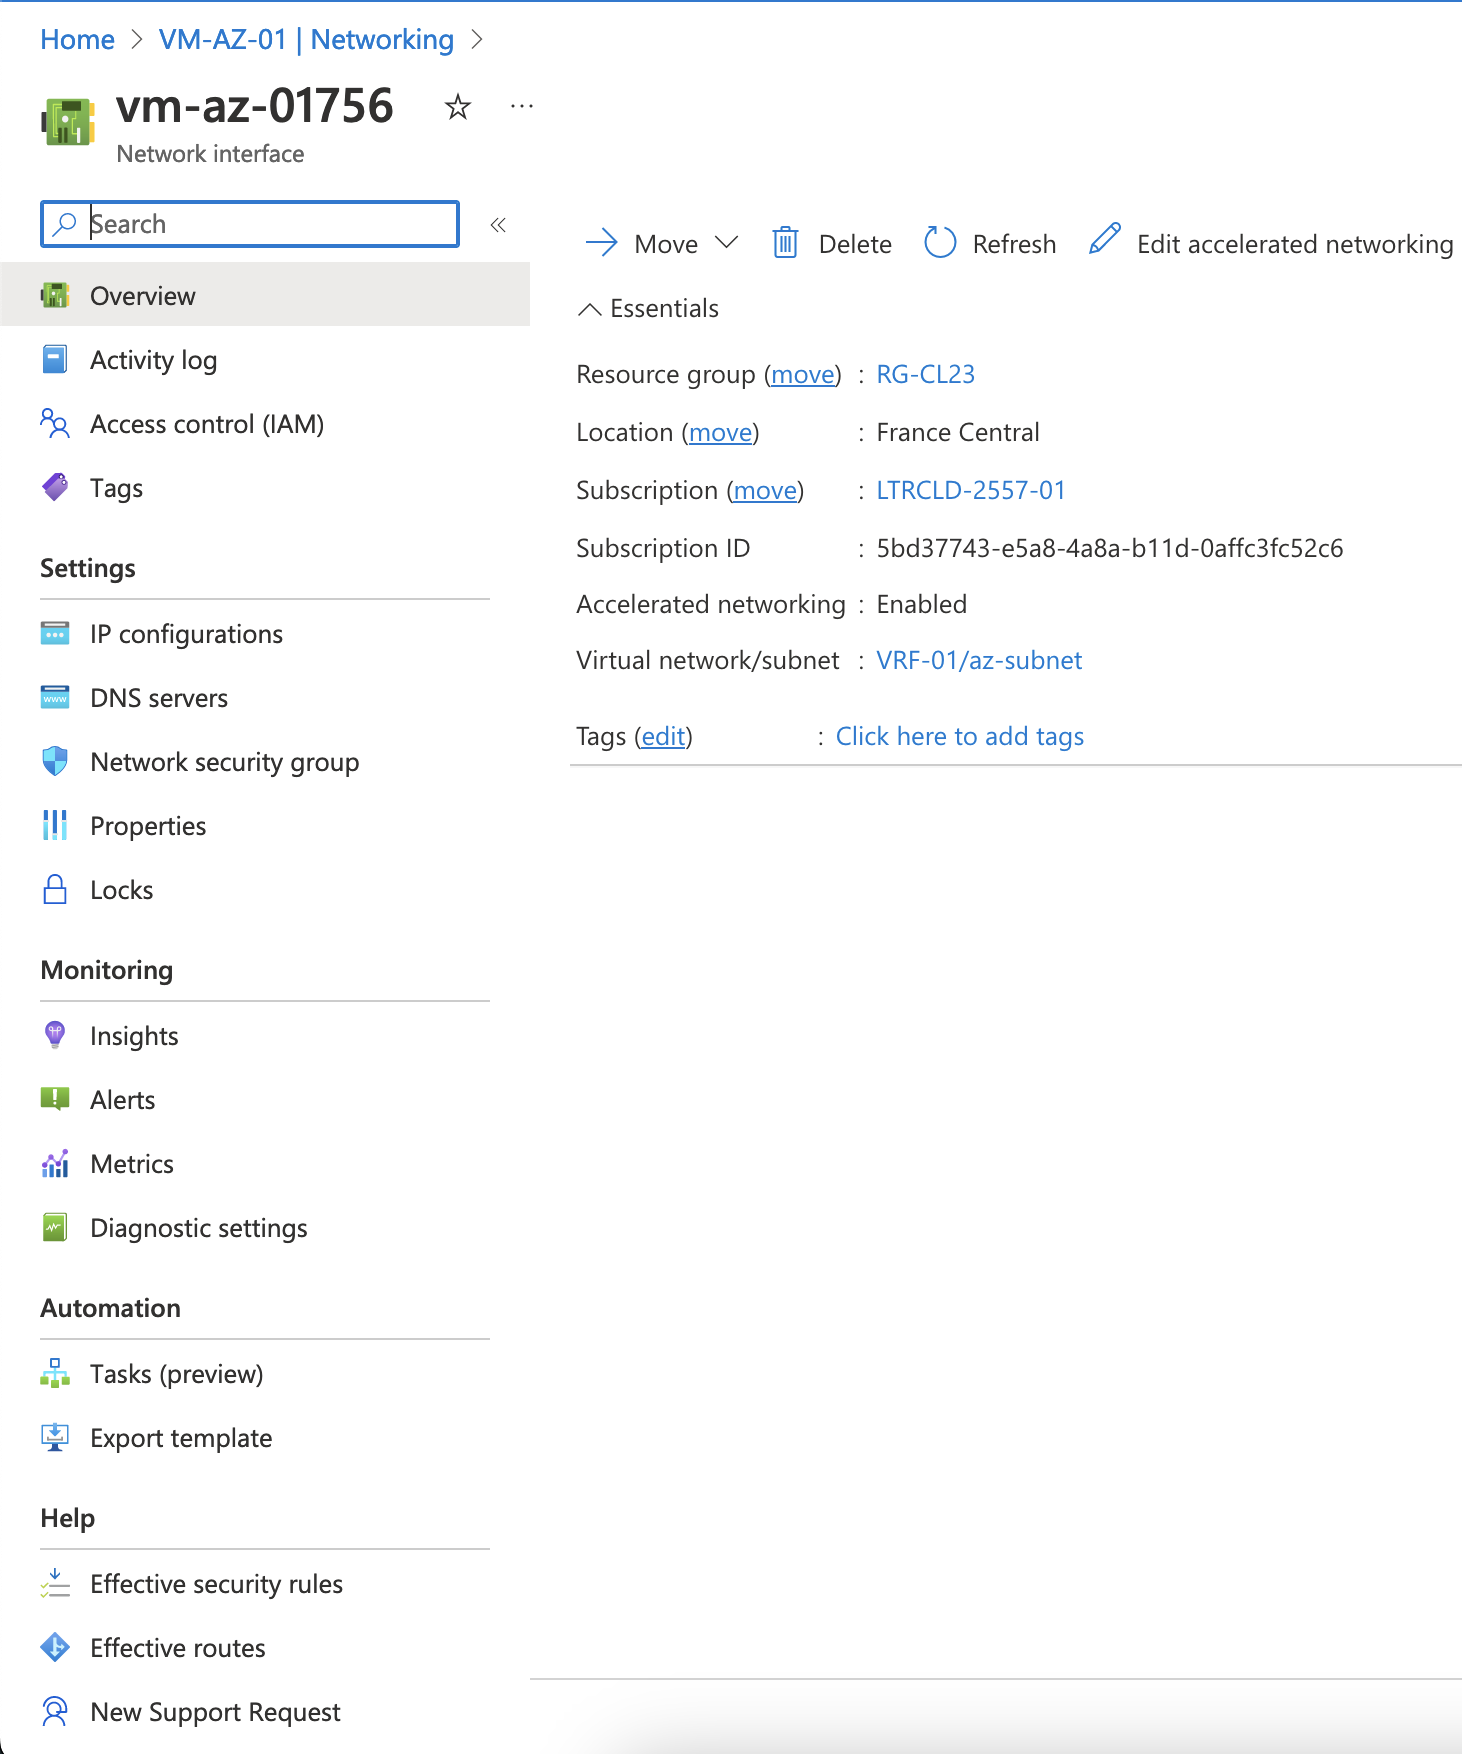 Home > VM-AZ-01 | Networking >
vm-az-01756
Network interface
Search
Overview
Activity log
Access control (IAM)
Tags
Settings
IP configurations
DNS servers
Network security group
Properties
Locks
Monitoring
Insights
Alerts
Metrics
Diagnostic settings
Automation
Tasks (preview)
Export template
Help
Effective security rules
Effective routes
New Support Request
Move Delete Refresh Edit accelerated networking
Essentials
Resource group (move) : RG-CL23
Location (move) : France Central
Subscription (move) : LTRCLD-2557-01
Subscription ID : 5bd37743-e5a8-4a8a-b11d-0affc3fc52c6
Accelerated networking : Enabled
Virtual network/subnet : VRF-01/az-subnet
Tags (edit) : Click here to add tags